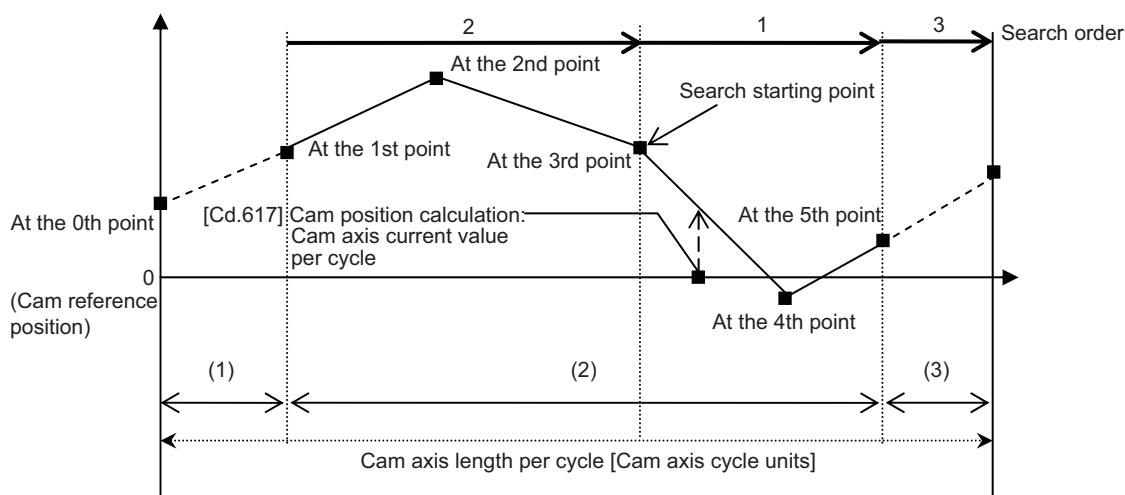 2
1
3
Search order
At the 2nd point
Search starting point
At the 1st point
At the 3rd point
At the 0th point
[Cd.617] Cam position calculation:
Cam axis current value
per cycle
At the 5th point
0
(Cam reference
position)
At the 4th point
(1)
(2)
(3)
Cam axis length per cycle [Cam axis cycle units]